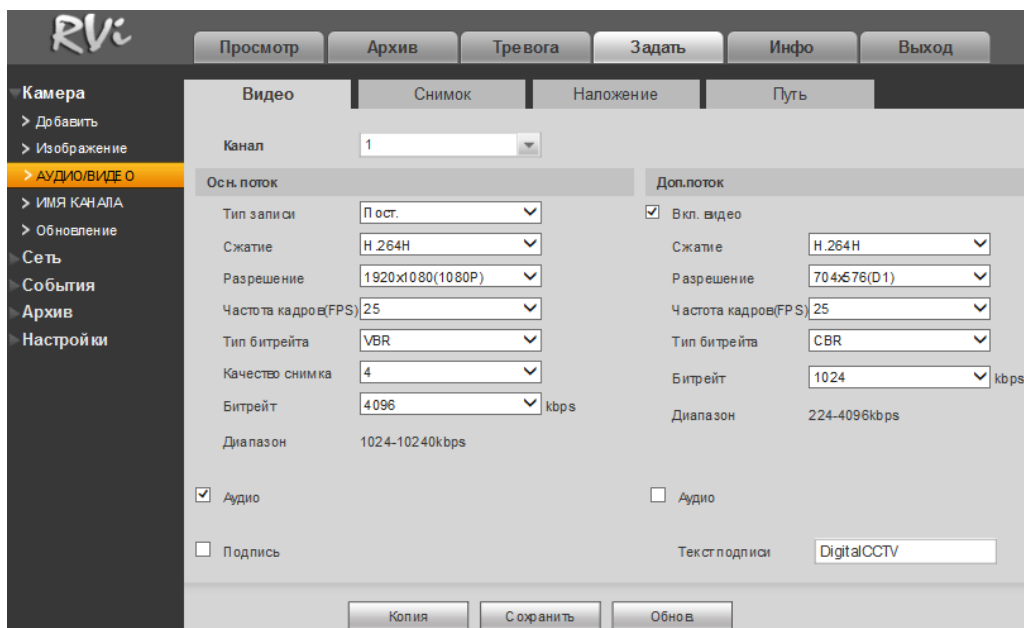 RVi
Просмотр Архив Тревога Задать Инфо Выход
Камера
> Добавить
> Изображение
> АУДИО/ВИДЕО
> ИМЯ КАНАЛА
> Обновление
Сеть
События
Архив
Настройки
Видео Снимок Наложение Путь
Канал 1
Осн. поток Доп.поток
Тип записи Пост. Вкл. видео
Сжатие H.264H Сжатие H.264H
Разрешение 1920x1080(1080P) Разрешение 704x576(D1)
Частота кадров(FPS) 25 Частота кадров(FPS) 25
Тип битрейта VBR Тип битрейта CBR
Качество снимка 4 Битрейт 1024 kbps
Битрейт 4096 kbps Диапазон 224-4096kbps
Диапазон 1024-10240kbps
Аудио Аудио
Подпись Текст подписи DigitalCCTV
Копия Сохранить Обнов.